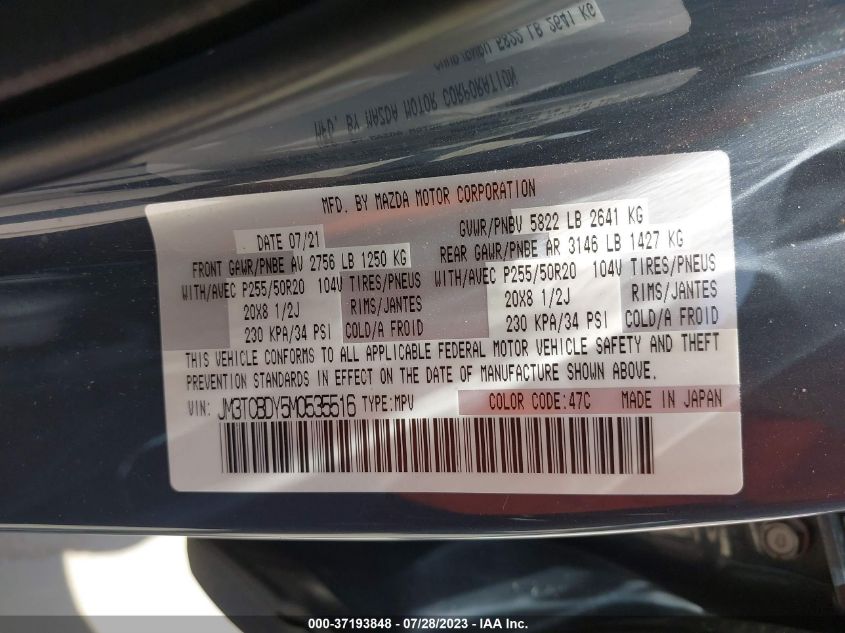 MFD. BY MAZDA MOTOR CORPORATION
DATE 07/21 GVWR/PNBV 5822 LB 2641 KG
FRONT GAWR/PNBE AV 2756 LB 1250 KG REAR GAWR/PNBE AR 3146 LB 1427 KG
WITH/AVEC P255/50R20 104V TIRES/PNEUS WITH/AVEC P255/50R20 104V TIRES/PNEUS
20X8 1/2J RIMS/JANTES 20X8 1/2J RIMS/JANTES
230 KPA/34 PSI COLD/A FROID 230 KPA/34 PSI COLD/A FROID
THIS VEHICLE CONFORMS TO ALL APPLICABLE FEDERAL MOTOR VEHICLE SAFETY AND THEFT
PREVENTION STANDARDS IN EFFECT ON THE DATE OF MANUFACTURE SHOWN ABOVE.
VIN: JM3TCBDY5M0535516 TYPE:MPV COLOR CODE:47C MADE IN JAPAN
000-37193848 - 07/28/2023 - IAA Inc.